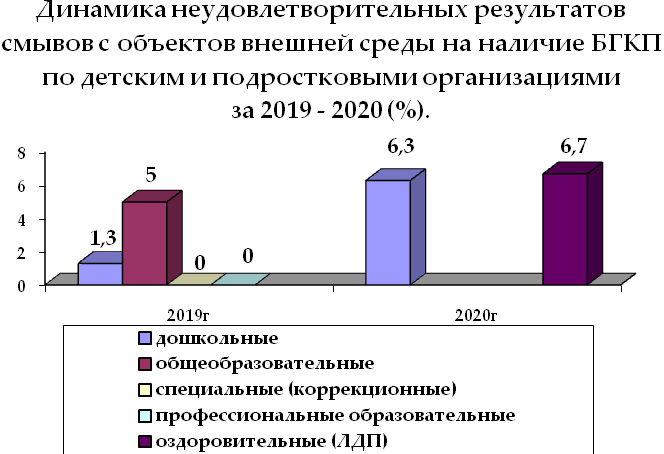 Динамика неудовлетворительных результатов
смывов с объектов внешней среды на наличие БГКП
по детским и подростковыми организациями
за 2019 - 2020 (%).
8
6
4
2
0
1,3
5
0
0
6,3
6,7
2019г
2020г
дошкольные
общеобразовательные
специальные (коррекционные)
профессиональные образовательные
оздоровительные (ЛДП)